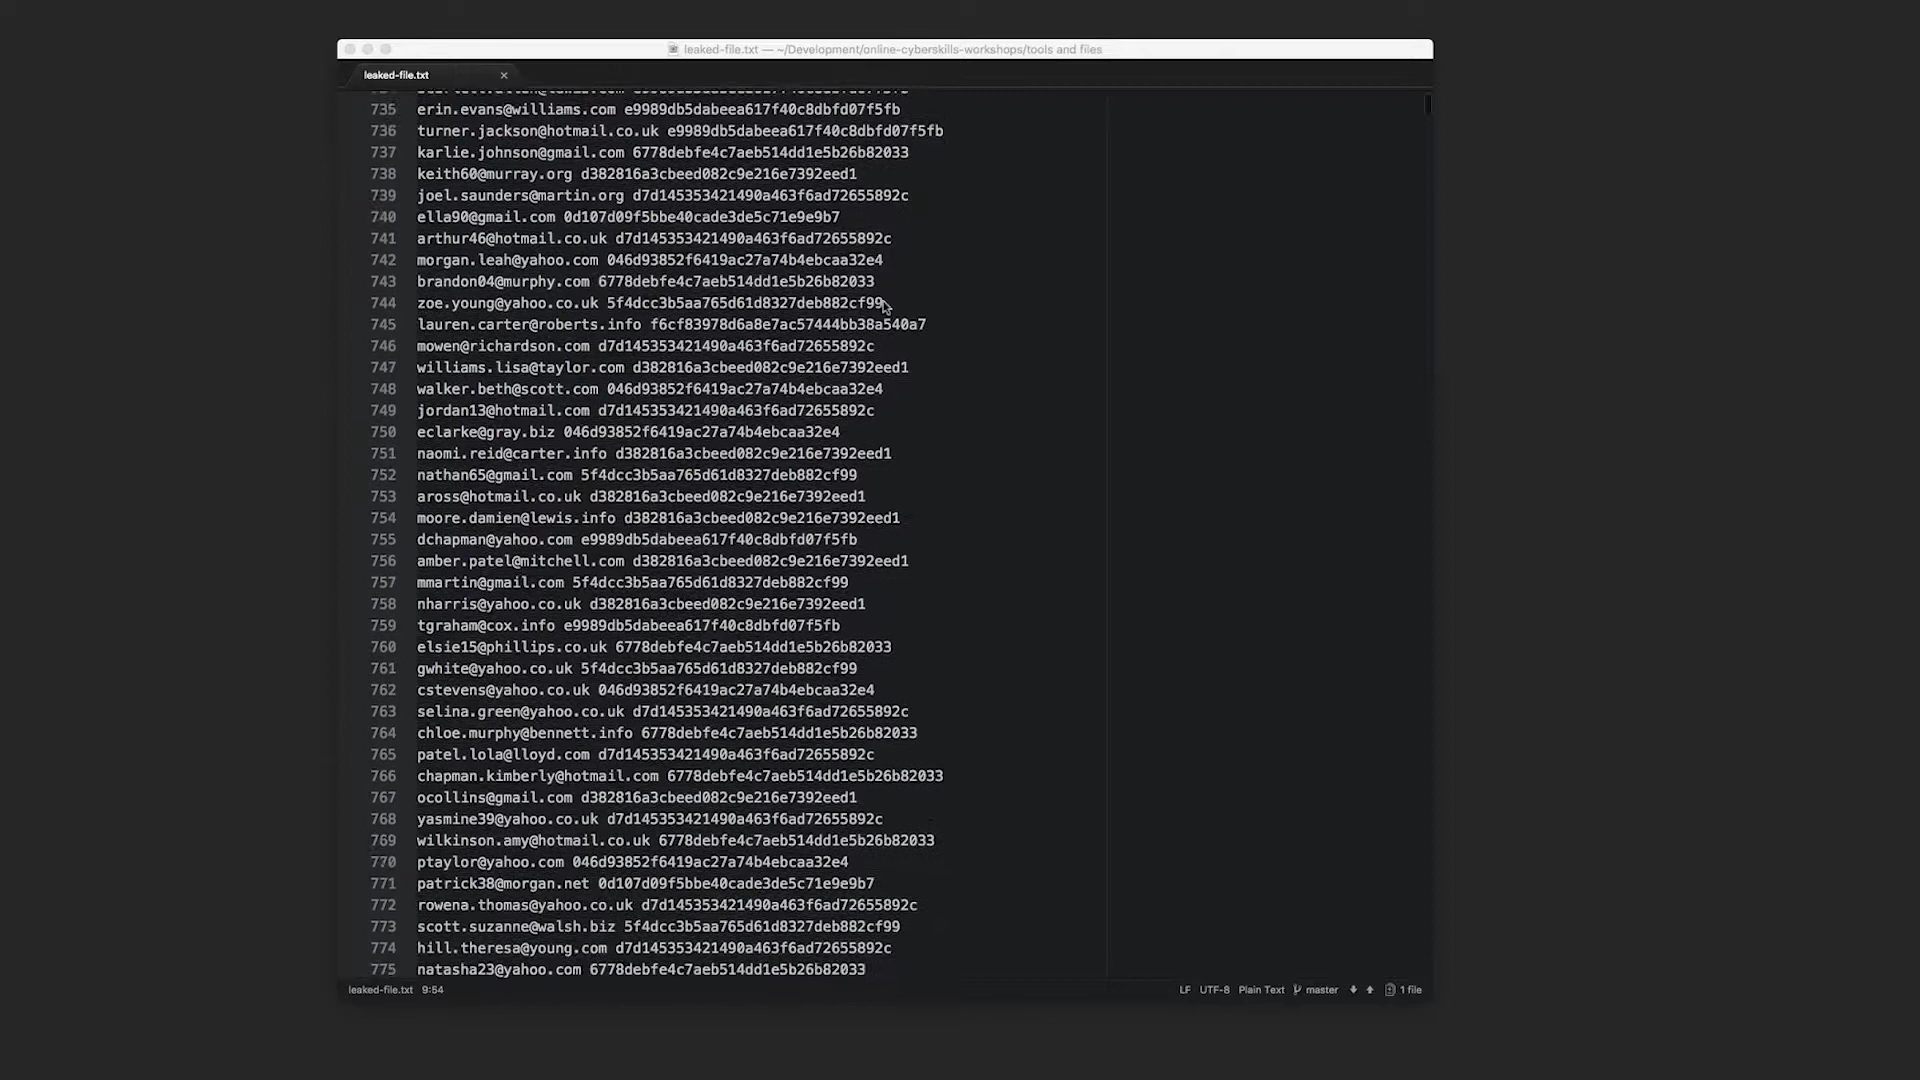 leaked-file.txt — ~/Development/online-cyberskills-workshops/tools and files
leaked-file.txt ×
735 erin.evans@williams.com e9989db5dabeea617f40c8dbfd07f5fb
736 turner.jackson@hotmail.co.uk e9989db5dabeea617f40c8dbfd07f5fb
737 karlie.johnson@gmail.com 6778debfe4c7aeb514dd1e5b26b82033
738 keith60@murray.org d382816a3cbeed082c9e216e7392eed1
739 joel.saunders@martin.org d7d145353421490a463f6ad72655892c
740 ella90@gmail.com 0d107d09f5bbe40cade3de5c71e9e9b7
741 arthur46@hotmail.co.uk d7d145353421490a463f6ad72655892c
742 morgan.leah@yahoo.com 046d93852f6419ac27a74b4ebcaa32e4
743 brandon04@murphy.com 6778debfe4c7aeb514dd1e5b26b82033
744 zoe.young@yahoo.co.uk 5f4dcc3b5aa765d61d8327deb882cf99
745 lauren.carter@roberts.info f6cf83978d6a8e7ac57444bb38a540a7
746 mowen@richardson.com d7d145353421490a463f6ad72655892c
747 williams.lisa@taylor.com d382816a3cbeed082c9e216e7392eed1
748 walker.beth@scott.com 046d93852f6419ac27a74b4ebcaa32e4
749 jordan13@hotmail.com d7d145353421490a463f6ad72655892c
750 eclarke@gray.biz 046d93852f6419ac27a74b4ebcaa32e4
751 naomi.reid@carter.info d382816a3cbeed082c9e216e7392eed1
752 nathan65@gmail.com 5f4dcc3b5aa765d61d8327deb882cf99
753 aross@hotmail.co.uk d382816a3cbeed082c9e216e7392eed1
754 moore.damien@lewis.info d382816a3cbeed082c9e216e7392eed1
755 dchapman@yahoo.com e9989db5dabeea617f40c8dbfd07f5fb
756 amber.patel@mitchell.com d382816a3cbeed082c9e216e7392eed1
757 mmartin@gmail.com 5f4dcc3b5aa765d61d8327deb882cf99
758 nharris@yahoo.co.uk d382816a3cbeed082c9e216e7392eed1
759 tgraham@cox.info e9989db5dabeea617f40c8dbfd07f5fb
760 elsie15@phillips.co.uk 6778debfe4c7aeb514dd1e5b26b82033
761 gwhite@yahoo.co.uk 5f4dcc3b5aa765d61d8327deb882cf99
762 cstevens@yahoo.co.uk 046d93852f6419ac27a74b4ebcaa32e4
763 selina.green@yahoo.co.uk d7d145353421490a463f6ad72655892c
764 chloe.murphy@bennett.info 6778debfe4c7aeb514dd1e5b26b82033
765 patel.lola@lloyd.com d7d145353421490a463f6ad72655892c
766 chapman.kimberly@hotmail.com 6778debfe4c7aeb514dd1e5b26b82033
767 ocollins@gmail.com d382816a3cbeed082c9e216e7392eed1
768 yasmine39@yahoo.co.uk d7d145353421490a463f6ad72655892c
769 wilkinson.amy@hotmail.co.uk 6778debfe4c7aeb514dd1e5b26b82033
770 ptaylor@yahoo.com 046d93852f6419ac27a74b4ebcaa32e4
771 patrick38@morgan.net 0d107d09f5bbe40cade3de5c71e9e9b7
772 rowena.thomas@yahoo.co.uk d7d145353421490a463f6ad72655892c
773 scott.suzanne@walsh.biz 5f4dcc3b5aa765d61d8327deb882cf99
774 hill.theresa@young.com d7d145353421490a463f6ad72655892c
775 natasha23@yahoo.com 6778debfe4c7aeb514dd1e5b26b82033
leaked-file.txt 9:54 LF UTF-8 Plain Text master 1 file